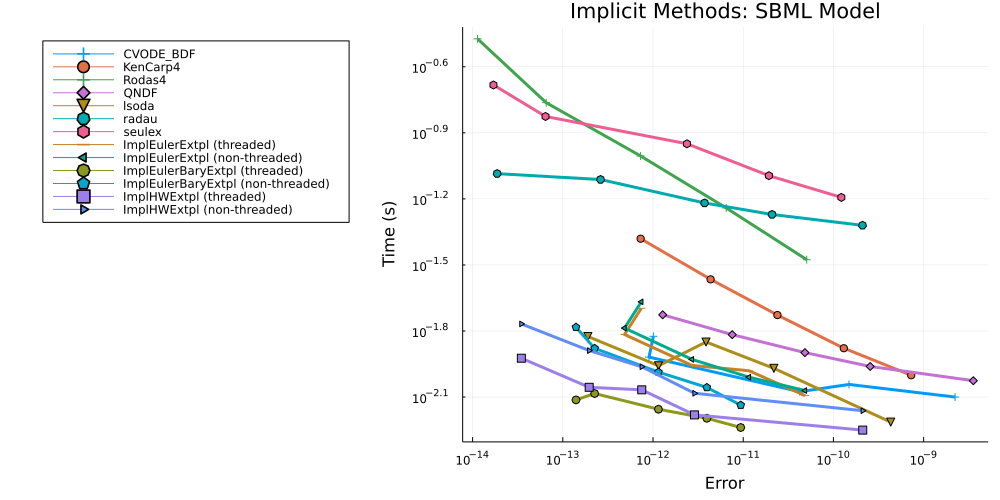 Implicit Methods: SBML Model
CVODE_BDF
KenCarp4
Rodas4
QNDF
lsoda
radau
seulex
ImplEulerExtpl (threaded)
ImplEulerExtpl (non-threaded)
ImplEulerBaryExtpl (threaded)
ImplEulerBaryExtpl (non-threaded)
ImplHWExtpl (threaded)
ImplHWExtpl (non-threaded)
Time (s)
10⁻⁰·⁶
10⁻⁰·⁹
10⁻¹·²
10⁻¹·⁵
10⁻¹·⁸
10⁻²·¹
10⁻¹⁴ 10⁻¹³ 10⁻¹² 10⁻¹¹ 10⁻¹⁰ 10⁻⁹
Error